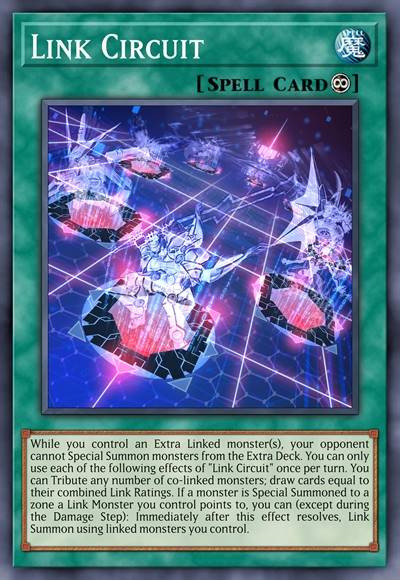 LINK CIRCUIT
魔
[SPELL CARD]
While you control an Extra Linked monster(s), your opponent
cannot Special Summon monsters from the Extra Deck. You can only
use each of the following effects of "Link Circuit" once per turn. You
can Tribute any number of co-linked monsters; draw cards equal to
their combined Link Ratings. If a monster is Special Summoned to a
zone a Link Monster you control points to, you can (except during
the Damage Step): Immediately after this effect resolves, Link
Summon using linked monsters you control.